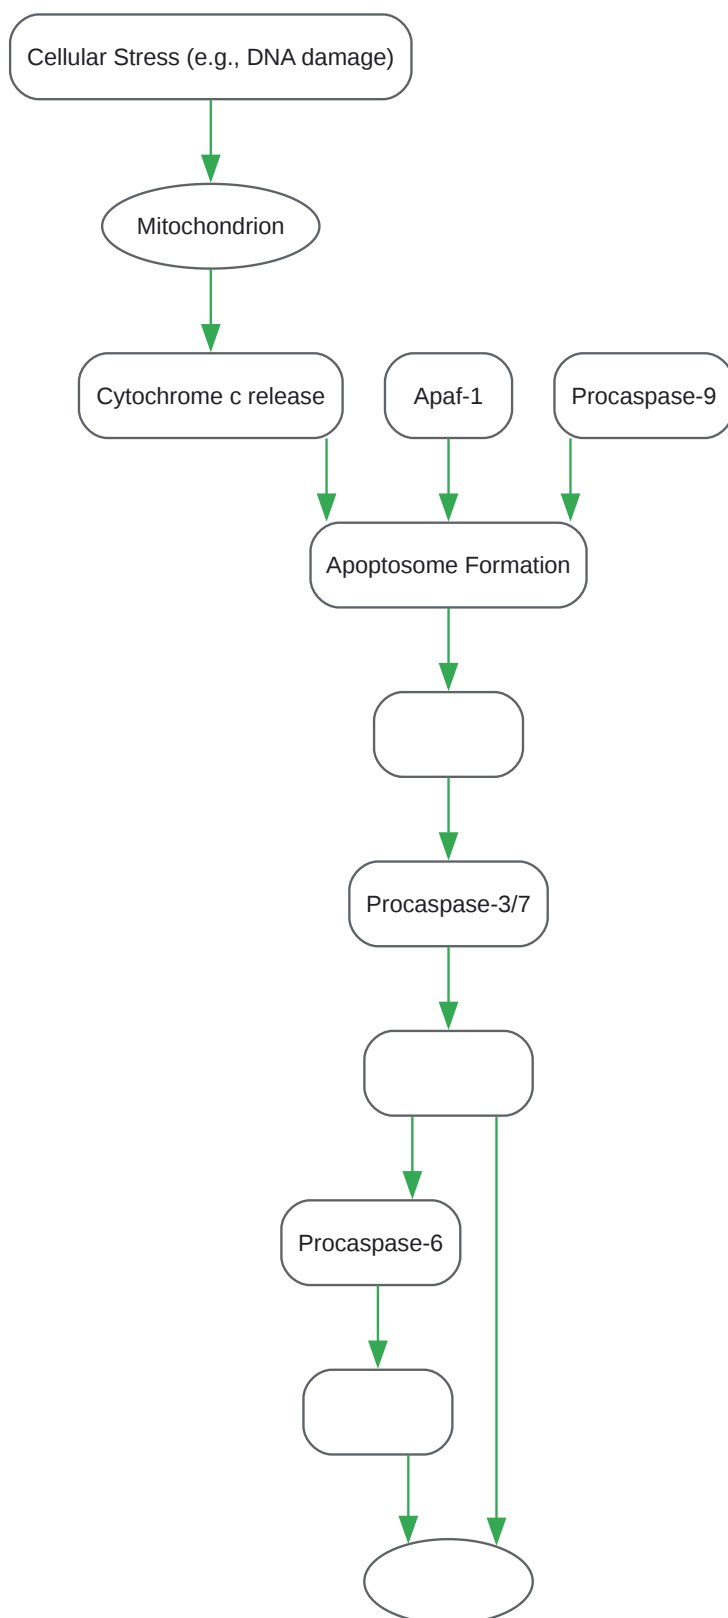 Cellular Stress (e.g., DNA damage)
Mitochondrion
Cytochrome c release
Apaf-1
Procaspase-9
Apoptosome Formation
Procaspase-3/7
Procaspase-6